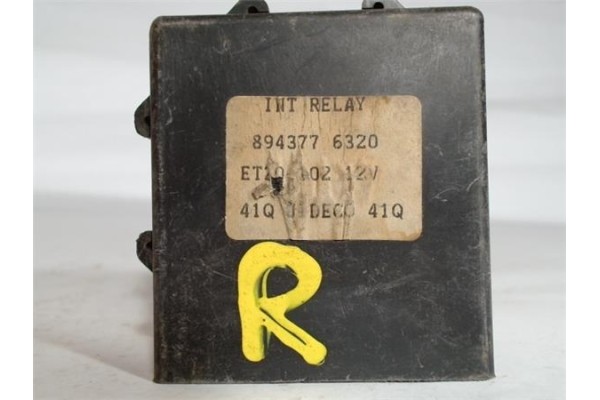 INT RELAY
894377 6320
12V
41Q DECO 41Q
R